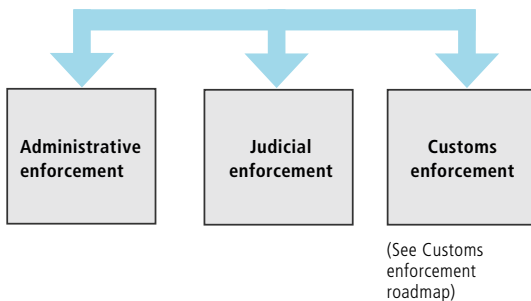 Administrative
enforcement
Judicial
enforcement
Customs
enforcement
(See Customs
enforcement
roadmap)